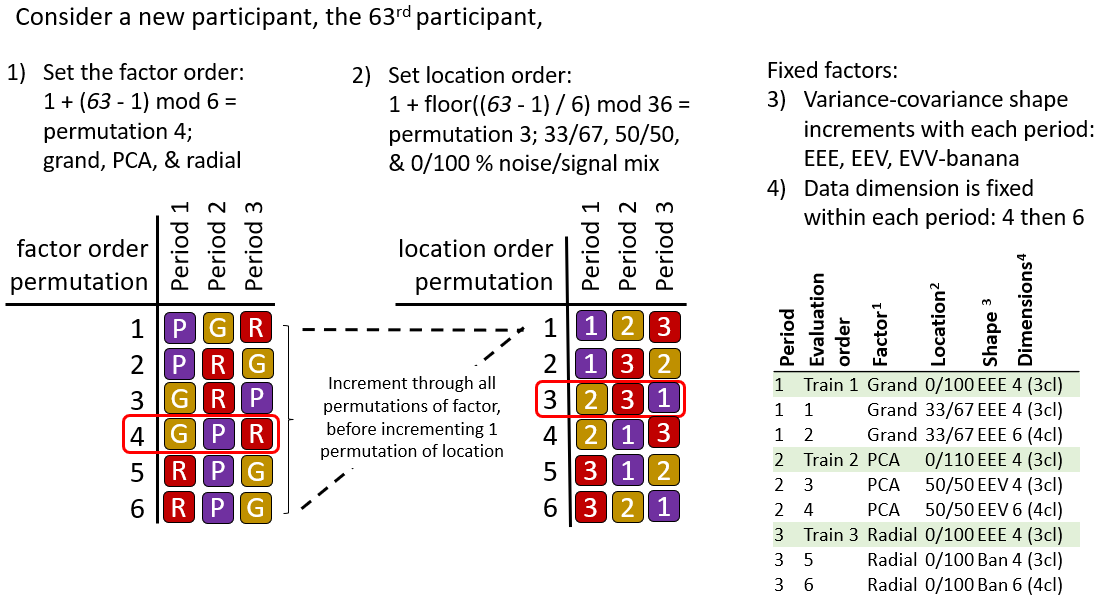 Consider a new participant, the 63rd participant,
1) Set the factor order:
1 + (63 - 1) mod 6 =
permutation 4;
grand, PCA, & radial
2) Set location order:
1 + floor((63 - 1) / 6) mod 36 =
permutation 3; 33/67, 50/50,
& 0/100 % noise/signal mix
Fixed factors:
3) Variance-covariance shape
increments with each period:
EEE, EEV, EVV-banana
4) Data dimension is fixed
within each period: 4 then 6
factor order
permutation
Period 1
Period 2
Period 3
1 P G R
2 P R G
3 G R P
4 G P R
5 R P G
6 R P G
Increment through all
permutations of factor,
before incrementing 1
permutation of location
location order
permutation
Period 1
Period 2
Period 3
1 1 2 3
2 1 3 2
3 2 3 1
4 2 1 3
5 3 1 2
6 3 2 1
Period
Evaluation
order
Factor1
Location2
Shape 3
Dimensions4
1 Train 1 Grand 0/100 EEE 4 (3cl)
1 1 Grand 33/67 EEE 4 (3cl)
1 2 Grand 33/67 EEE 6 (4cl)
2 Train 2 PCA 0/110 EEE 4 (3cl)
2 3 PCA 50/50 EEV 4 (3cl)
2 4 PCA 50/50 EEV 6 (4cl)
3 Train 3 Radial 0/100 EEE 4 (3cl)
3 5 Radial 0/100 Ban 4 (3cl)
3 6 Radial 0/100 Ban 6 (4cl)